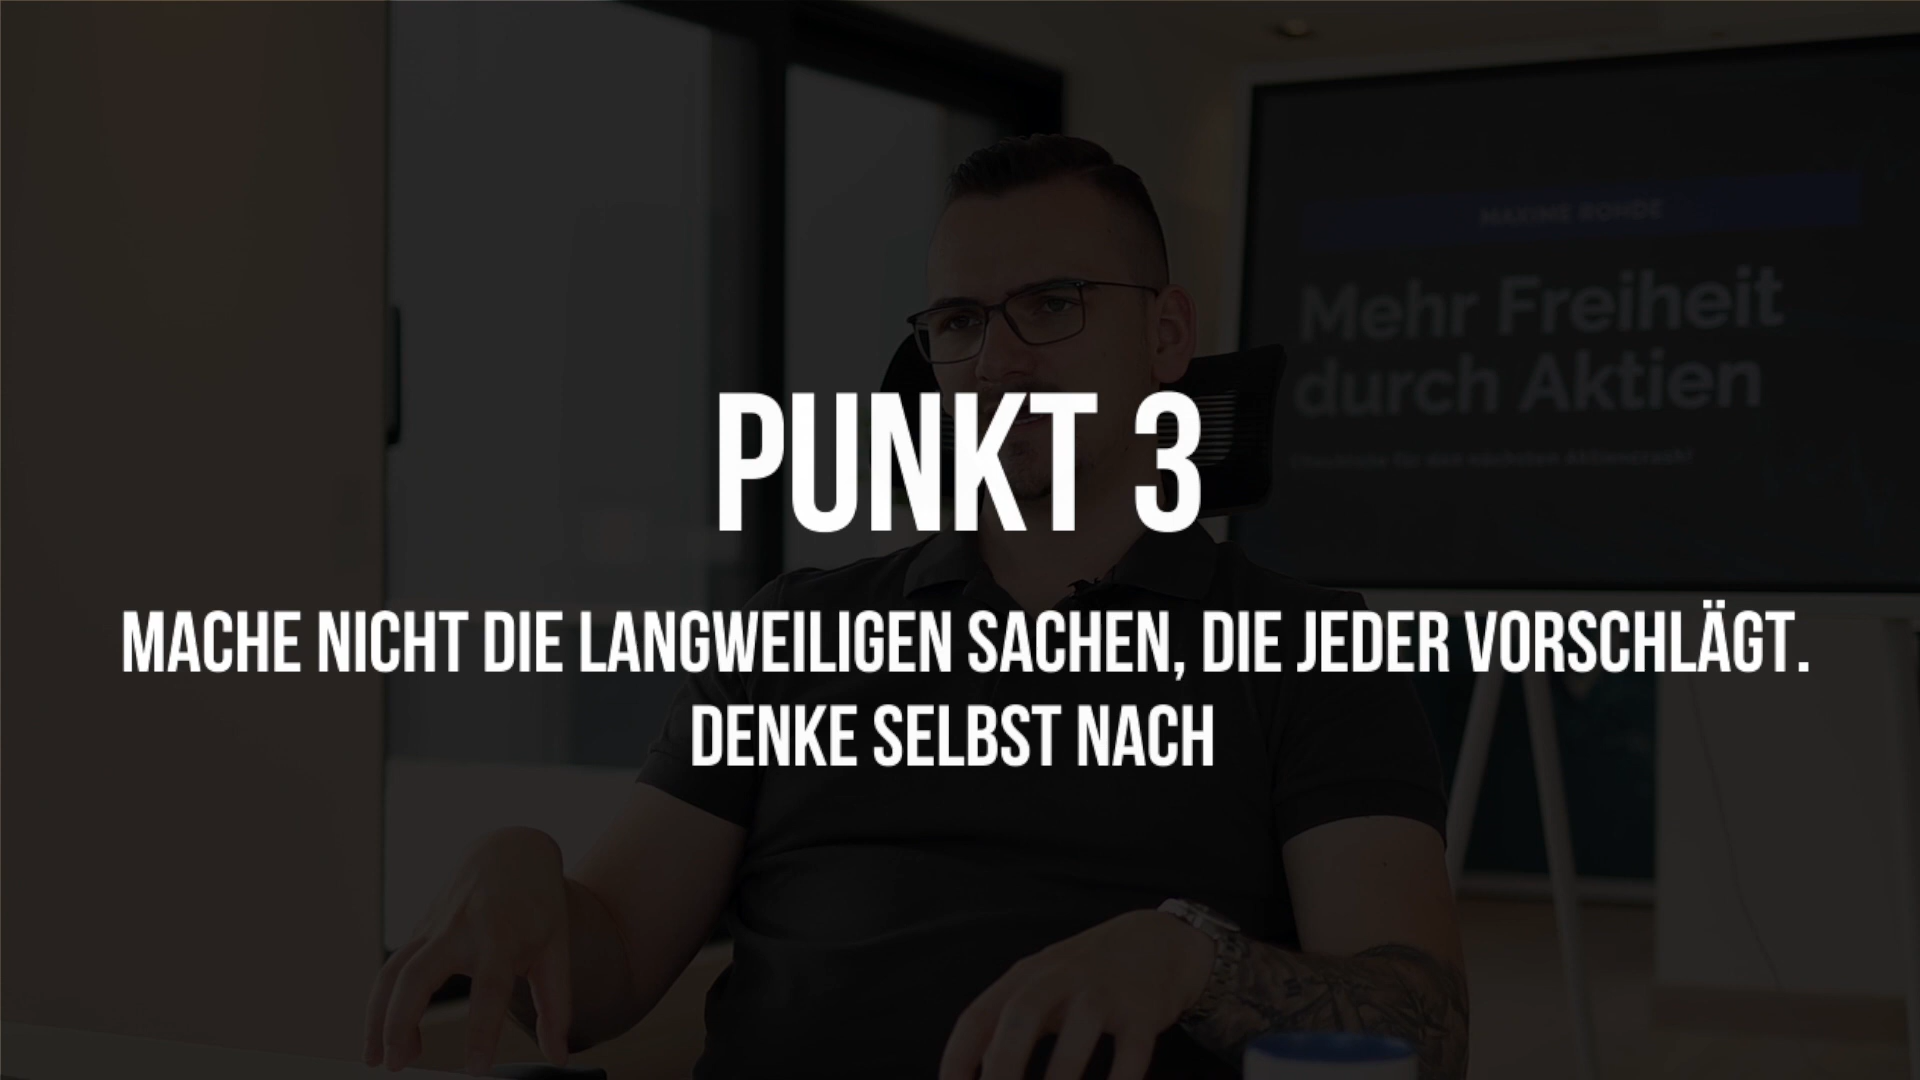 Mehr Freiheit
durch Aktien
PUNKT 3
MACHE NICHT DIE LANGWEILIGEN SACHEN, DIE JEDER VORSCHLÄGT.
DENKE SELBST NACH